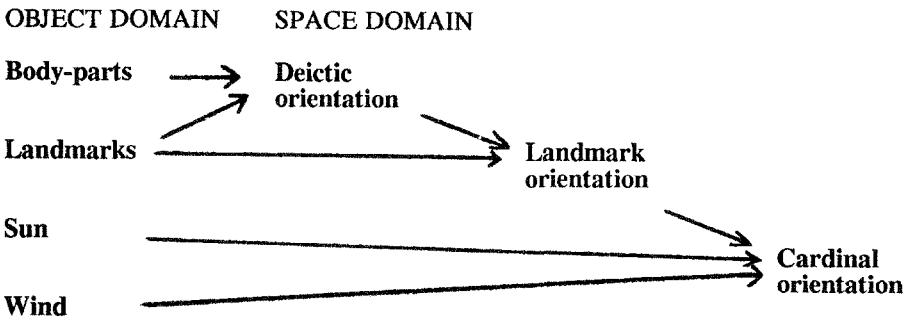 OBJECT DOMAIN SPACE DOMAIN
Body-parts Deictic
orientation
Landmarks Landmark
orientation
Sun
Cardinal
Wind orientation